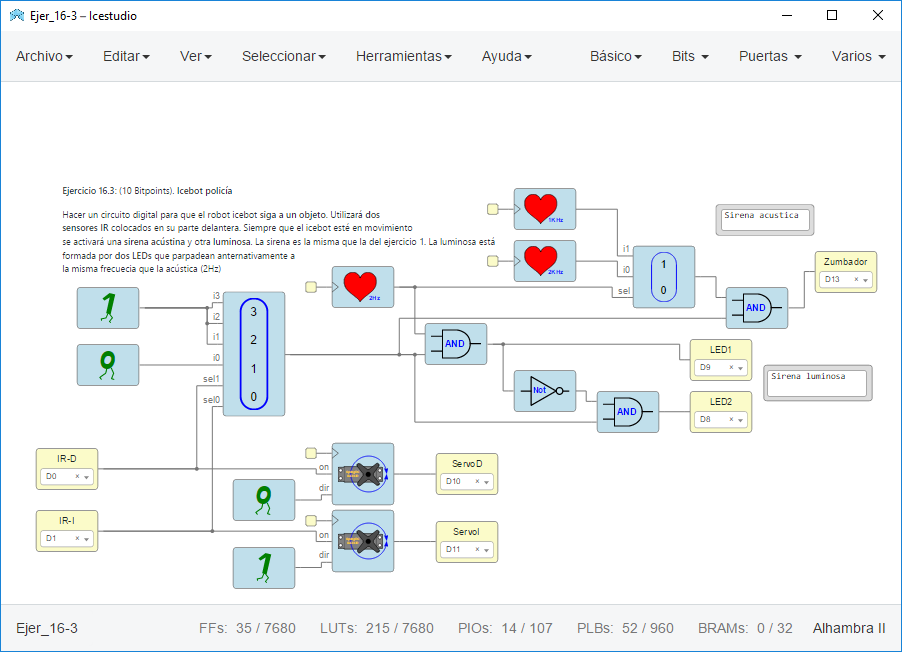 Ejer_16-3 – Icestudio
Archivo Editar Ver Seleccionar Herramientas Ayuda Básico Bits Puertas Varios
Ejercicio 16.3: (10 Bitpoints). Icebot policía
Hacer un circuito digital para que el robot icebot siga a un objeto. Utilizará dos
sensores IR colocados en su parte delantera. Siempre que el icebot esté en movimiento
se activará una sirena acústina y otra luminosa. La sirena es la misma que la del ejercicio 1. La luminosa está
formada por dos LEDs que parpadean anternativamente a
la misma frecuecia que la acústica (2Hz)
1KHz
2KHz
2Hz
i1
i0
sel
1
0
Sirena acustica
Zumbador
D13
AND
1
0
i3
i2
i1
i0
sel1
sel0
3
2
1
0
AND
Not
AND
LED1
D9
LED2
D8
Sirena luminosa
IR-D
D0
IR-I
D1
on
dir
0
ServoD
D10
on
dir
1
ServoI
D11
Ejer_16-3 FFs: 35 / 7680 LUTs: 215 / 7680 PIOs: 14 / 107 PLBs: 52 / 960 BRAMs: 0 / 32 Alhambra II